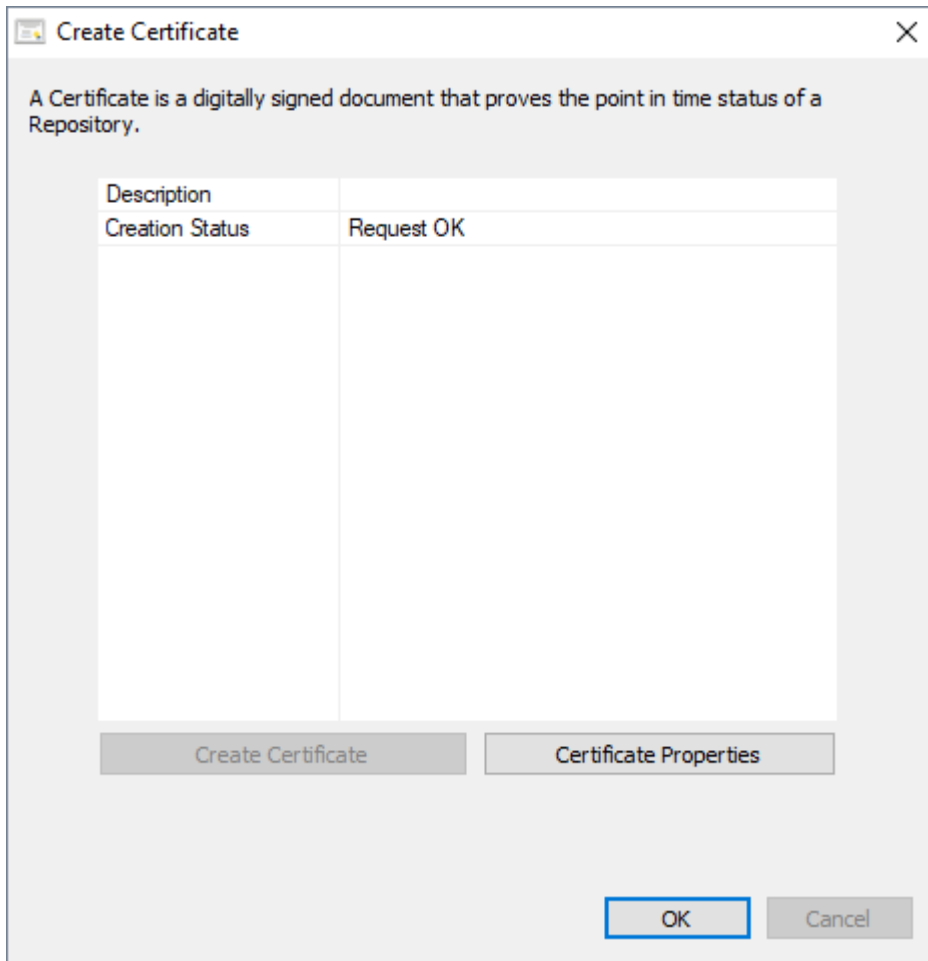 Create Certificate
A Certificate is a digitally signed document that proves the point in time status of a
Repository.
Description
Creation Status Request OK
Create Certificate Certificate Properties
OK Cancel